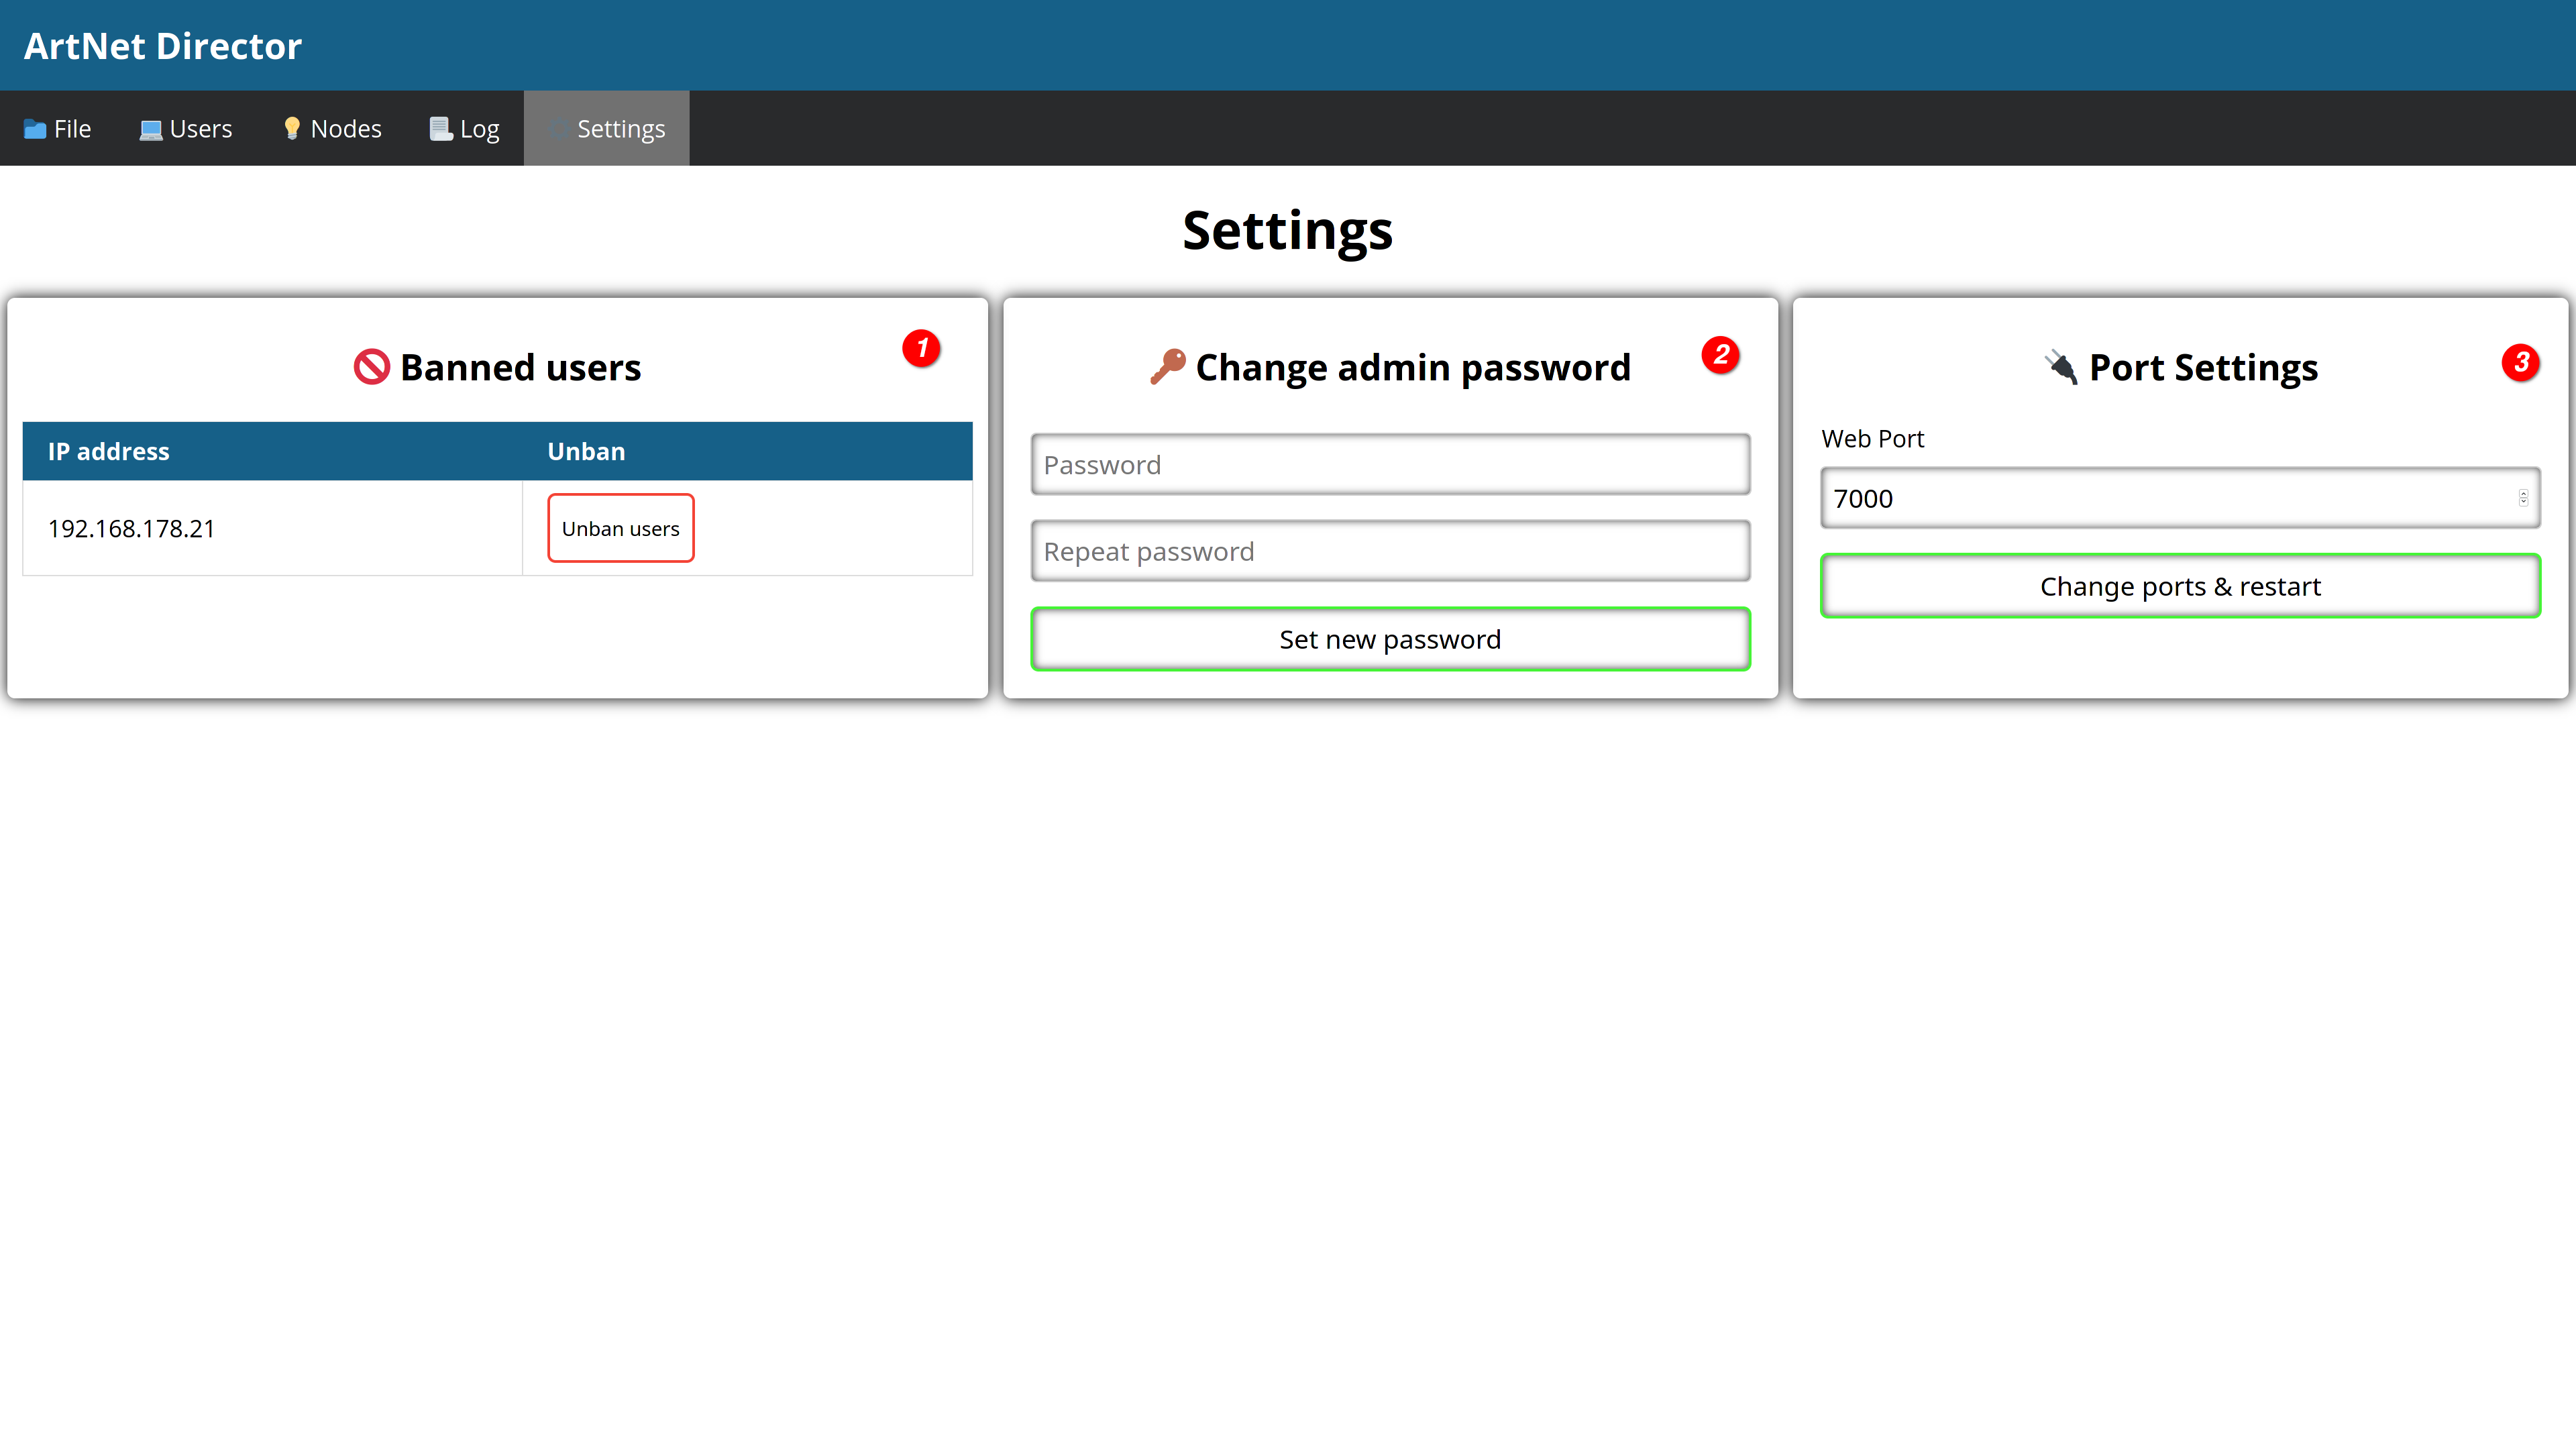 ArtNet Director
File Users Nodes Log Settings
Settings
Banned users 1
IP address Unban
192.168.178.21 Unban users
Change admin password 2
Password
Repeat password
Set new password
Port Settings 3
Web Port
7000
Change ports & restart